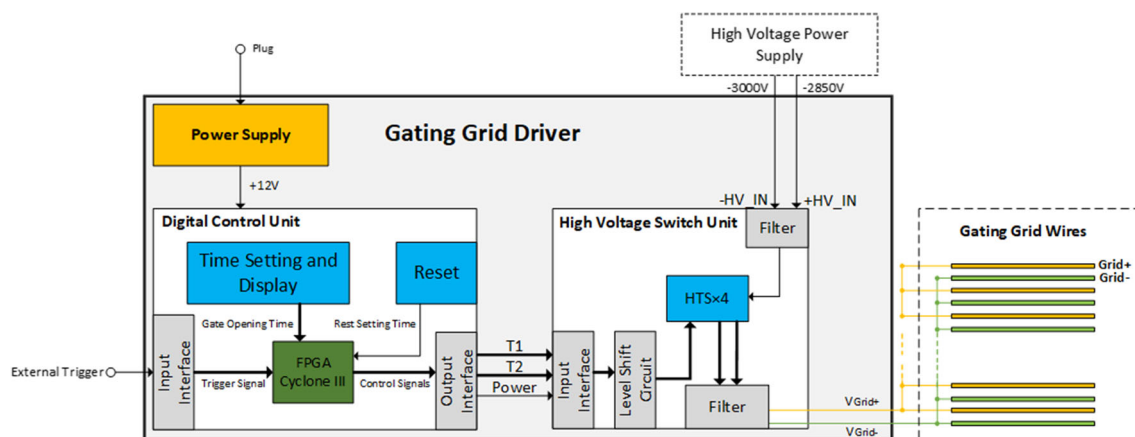 Plug
High Voltage Power
Supply
-3000V
-2850V
Power Supply
Gating Grid Driver
+12V
-HV_IN
+HV_IN
Digital Control Unit
High Voltage Switch Unit
Filter
Gating Grid Wires
Time Setting and
Display
Reset
Grid+
Grid-
HTS×4
Gate Opening Time
Rest Setting Time
Input
Interface
FPGA
Cyclone III
Output
Interface
T1
T2
Power
Input
Interface
Level Shift
Circuit
External Trigger
Trigger Signal
Control Signals
Filter
VGrid+
VGrid-